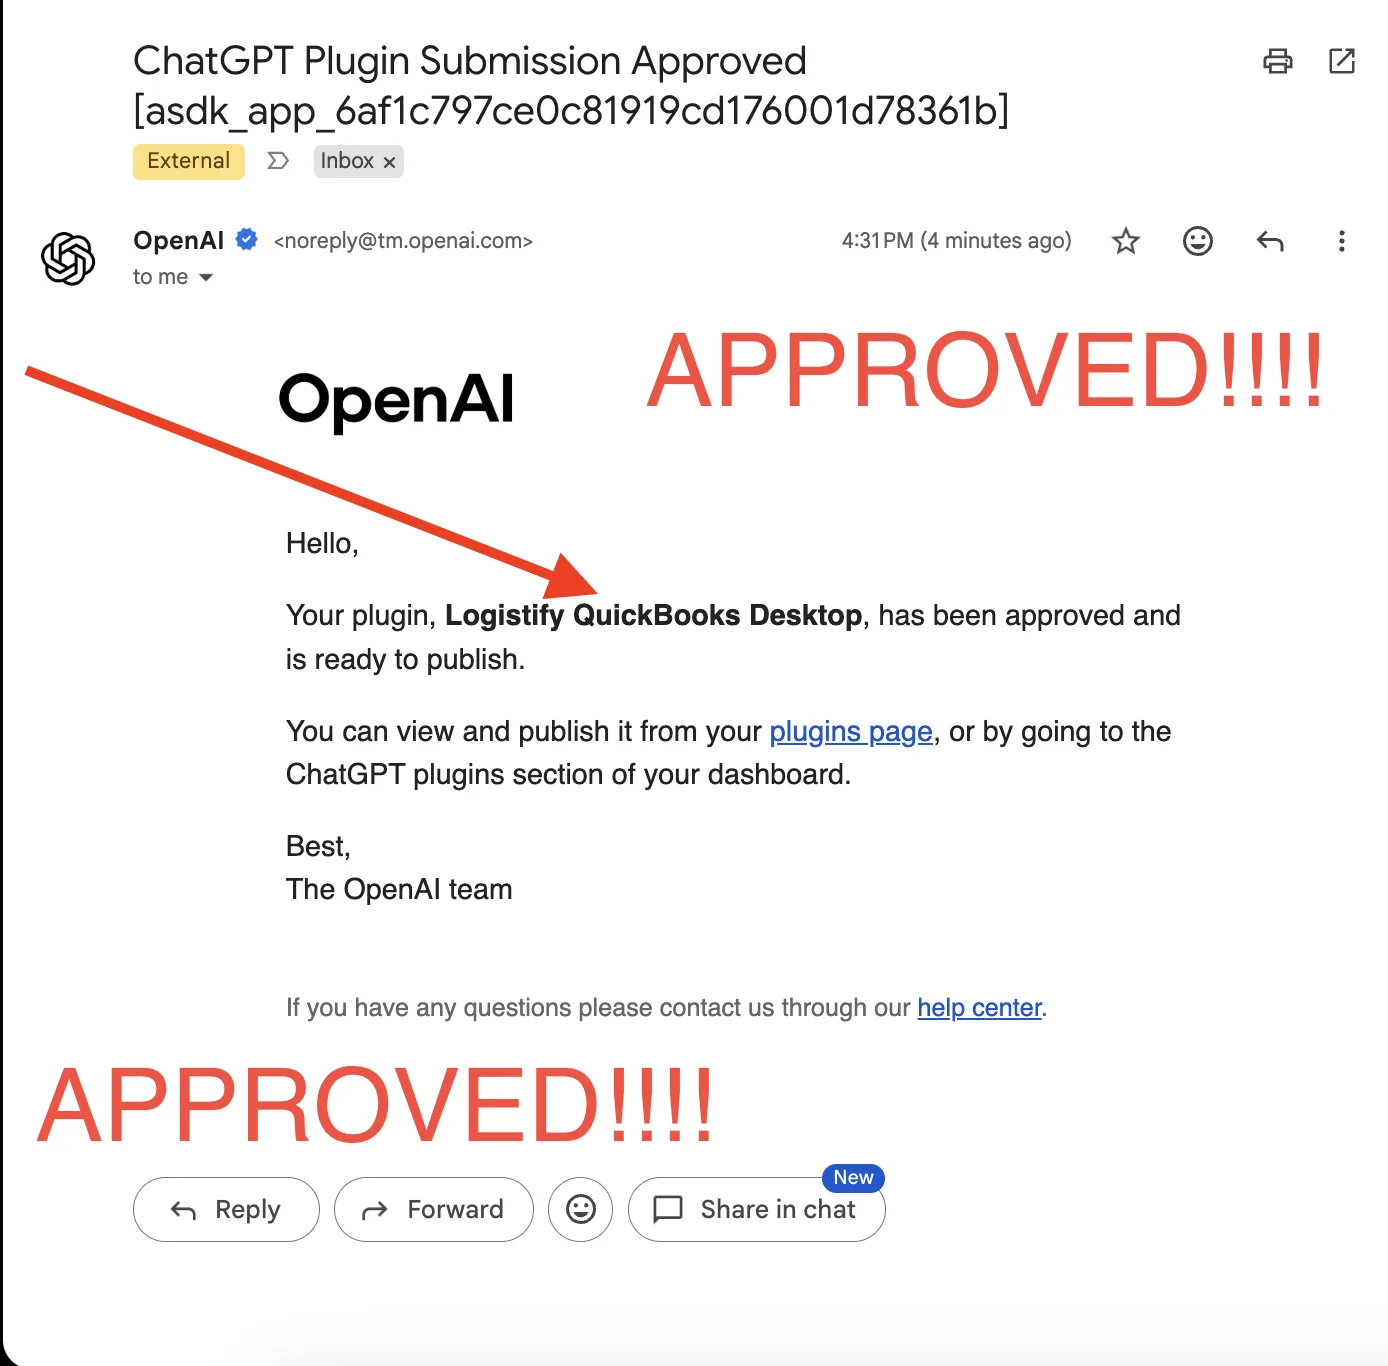 ChatGPT Plugin Submission Approved
[asdk_app_6af1c797ce0c81919cd176001d78361b]
External
Inbox ×
OpenAI <noreply@tm.openai.com>
4:31 PM (4 minutes ago)
to me
APPROVED!!!!
OpenAI
Hello,
Your plugin, Logistify QuickBooks Desktop, has been approved and
is ready to publish.
You can view and publish it from your plugins page, or by going to the
ChatGPT plugins section of your dashboard.
Best,
The OpenAI team
If you have any questions please contact us through our help center.
APPROVED!!!!
New
Reply
Forward
Share in chat